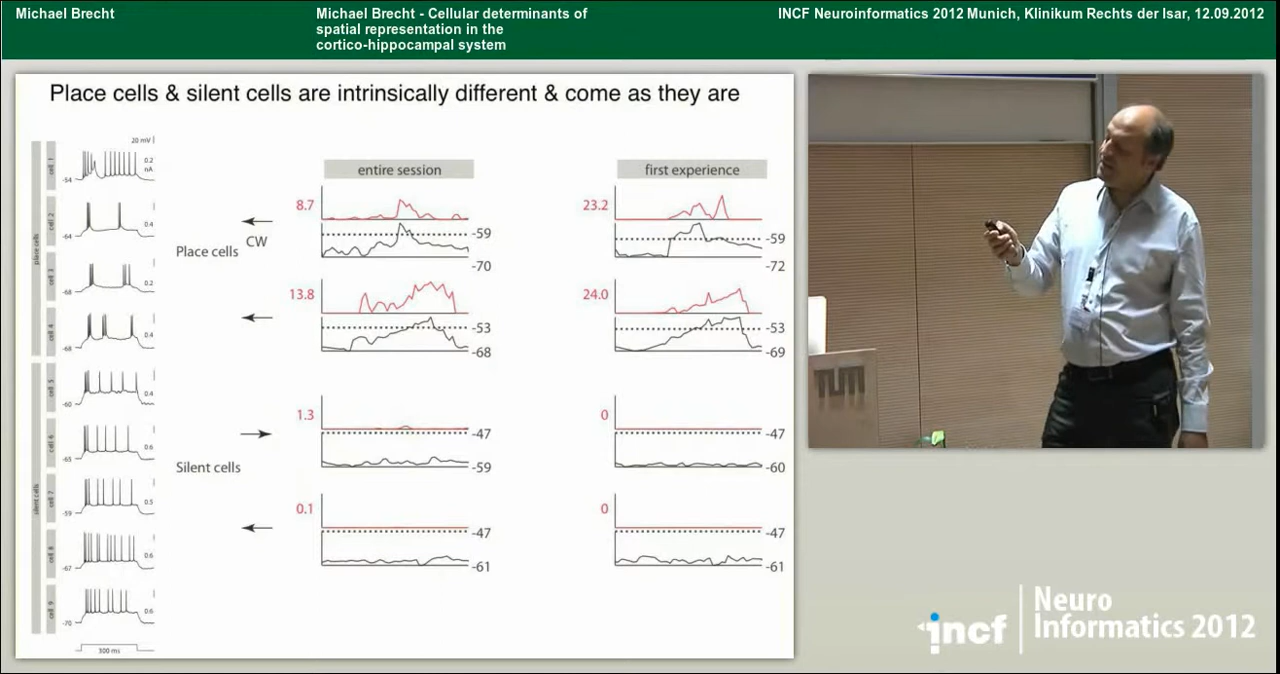 Michael Brecht
Michael Brecht - Cellular determinants of
spatial representation in the
cortico-hippocampal system
INCF Neuroinformatics 2012 Munich, Klinikum Rechts der Isar, 12.09.2012
Place cells & silent cells are intrinsically different & come as they are
20 mV
place cells
cell 1
0.2
nA
-54
cell 2
0.4
-64
cell 3
0.2
-68
cell 4
0.4
-68
silent cells
cell 5
0.4
-60
cell 6
0.6
-65
cell 7
0.5
-59
cell 8
0.6
-67
cell 9
0.6
-70
300 ms
Place cells
CW
Silent cells
entire session
8.7
-59
-70
13.8
-53
-68
1.3
-47
-59
0.1
-47
-61
first experience
23.2
-59
-72
24.0
-53
-69
0
-47
-60
0
-47
-61
TUM
incf
Neuro
Informatics 2012